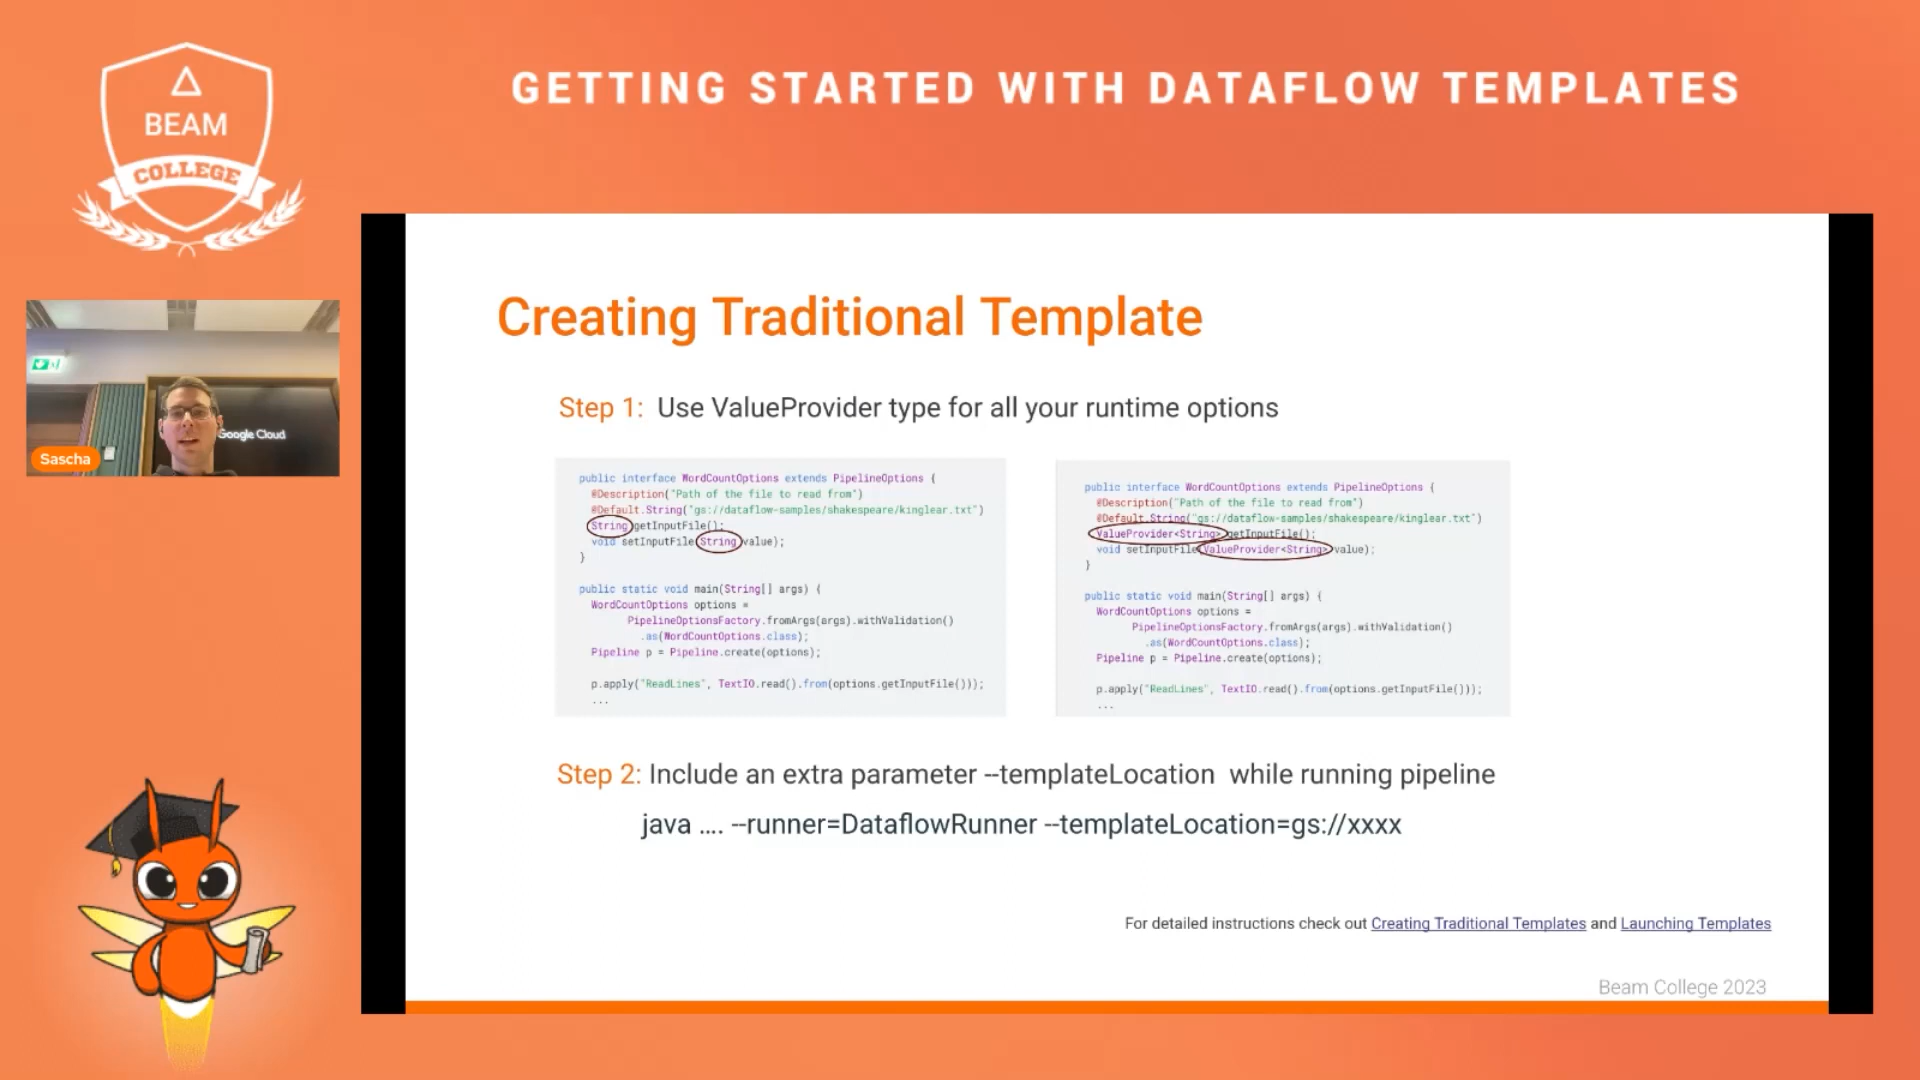 BEAM
COLLEGE
GETTING STARTED WITH DATAFLOW TEMPLATES
Google Cloud
Sascha
Creating Traditional Template
Step 1: Use ValueProvider type for all your runtime options
public interface WordCountOptions extends PipelineOptions {
@Description("Path of the file to read from")
@Default.String("gs://dataflow-samples/shakespeare/kinglear.txt")
String getInputFile();
void setInputFile(String value);
}
public static void main(String[] args) {
WordCountOptions options =
PipelineOptionsFactory.fromArgs(args).withValidation()
.as(WordCountOptions.class);
Pipeline p = Pipeline.create(options);
p.apply("ReadLines", TextIO.read().from(options.getInputFile()));
...
public interface WordCountOptions extends PipelineOptions {
@Description("Path of the file to read from")
@Default.String("gs://dataflow-samples/shakespeare/kinglear.txt")
ValueProvider<String> getInputFile();
void setInputFile(ValueProvider<String> value);
}
public static void main(String[] args) {
WordCountOptions options =
PipelineOptionsFactory.fromArgs(args).withValidation()
.as(WordCountOptions.class);
Pipeline p = Pipeline.create(options);
p.apply("ReadLines", TextIO.read().from(options.getInputFile()));
...
Step 2: Include an extra parameter --templateLocation while running pipeline
java .... --runner=DataflowRunner --templateLocation=gs://xxxx
For detailed instructions check out Creating Traditional Templates and Launching Templates
Beam College 2023